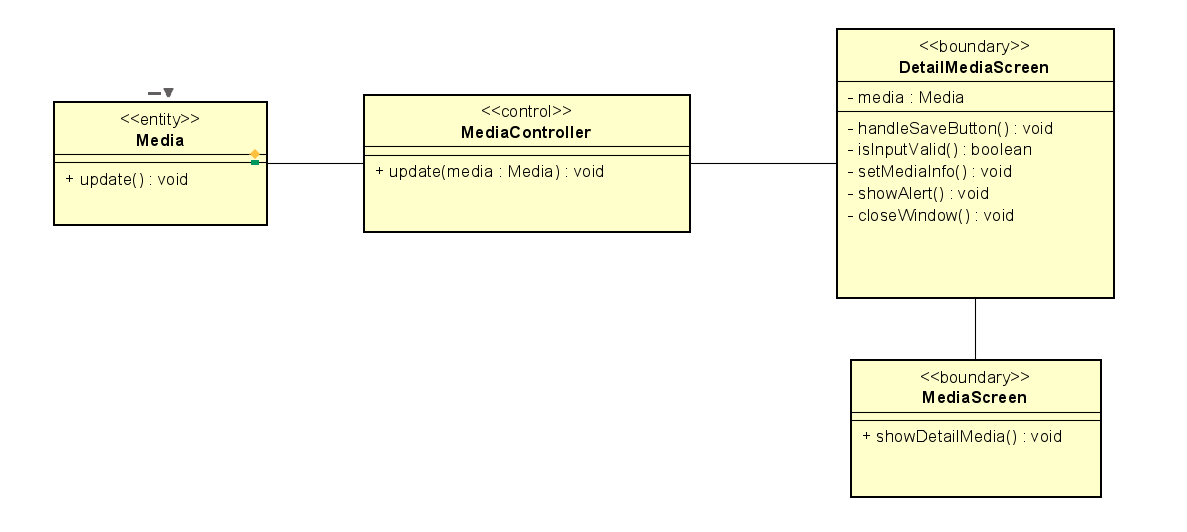 <<entity>>
Media
+ update() : void
<<control>>
MediaController
+ update(media : Media) : void
<<boundary>>
DetailMediaScreen
- media : Media
- handleSaveButton() : void
- isInputValid() : boolean
- setMediaInfo() : void
- showAlert() : void
- closeWindow() : void
<<boundary>>
MediaScreen
+ showDetailMedia() : void